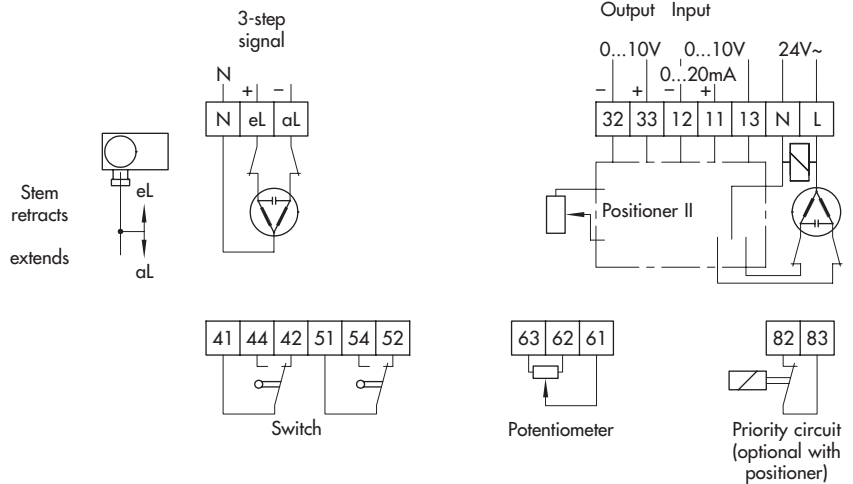 3-step
signal
N
+ −
N eL aL
Stem
retracts
extends
eL
aL
Output Input
0...10V 0...10V 24V~
0...20mA
− + − +
32 33 12 11 13 N L
Positioner II
41 44 42 51 54 52
Switch
63 62 61
Potentiometer
82 83
Priority circuit
(optional with
positioner)